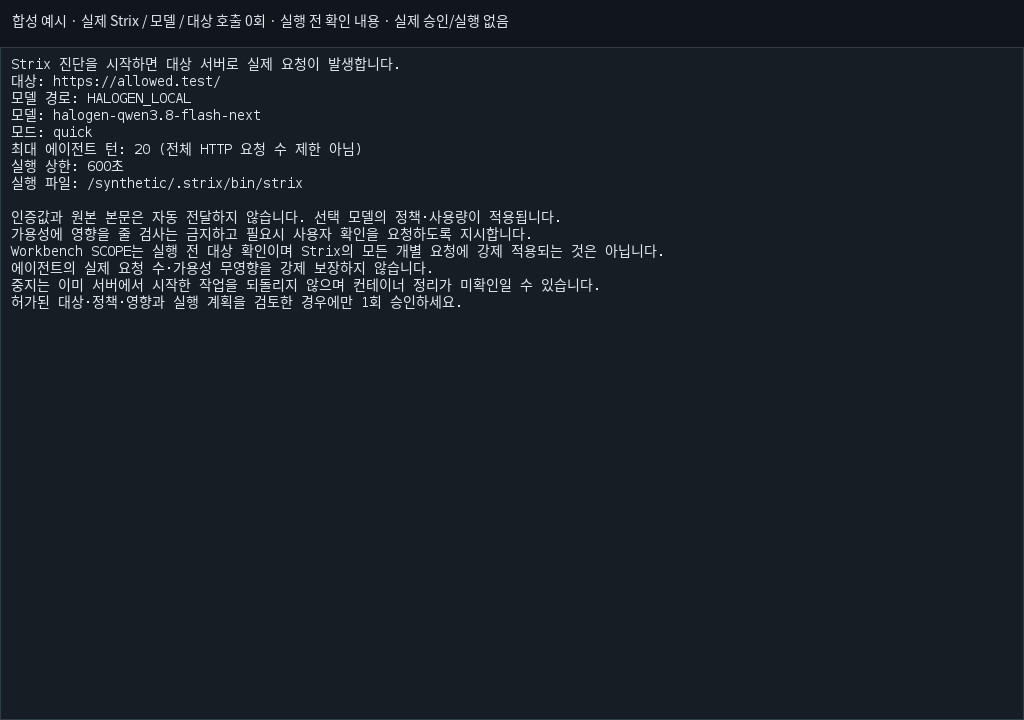 합성 예시 · 실제 Strix / 모델 / 대상 호출 0회 · 실행 전 확인 내용 · 실제 승인/실행 없음
Strix 진단을 시작하면 대상 서버로 실제 요청이 발생합니다.
대상: https://allowed.test/
모델 경로: HALOGEN_LOCAL
모델: halogen-qwen3.8-flash-next
모드: quick
최대 에이전트 턴: 20 (전체 HTTP 요청 수 제한 아님)
실행 상한: 600초
실행 파일: /synthetic/.strix/bin/strix
인증값과 원본 본문은 자동 전달하지 않습니다. 선택 모델의 정책·사용량이 적용됩니다.
가용성에 영향을 줄 검사는 금지하고 필요시 사용자 확인을 요청하도록 지시합니다.
Workbench SCOPE는 실행 전 대상 확인이며 Strix의 모든 개별 요청에 강제 적용되는 것은 아닙니다.
에이전트의 실제 요청 수·가용성 무영향을 강제 보장하지 않습니다.
중지는 이미 서버에서 시작한 작업을 되돌리지 않으며 컨테이너 정리가 미확인일 수 있습니다.
허가된 대상·정책·영향과 실행 계획을 검토한 경우에만 1회 승인하세요.